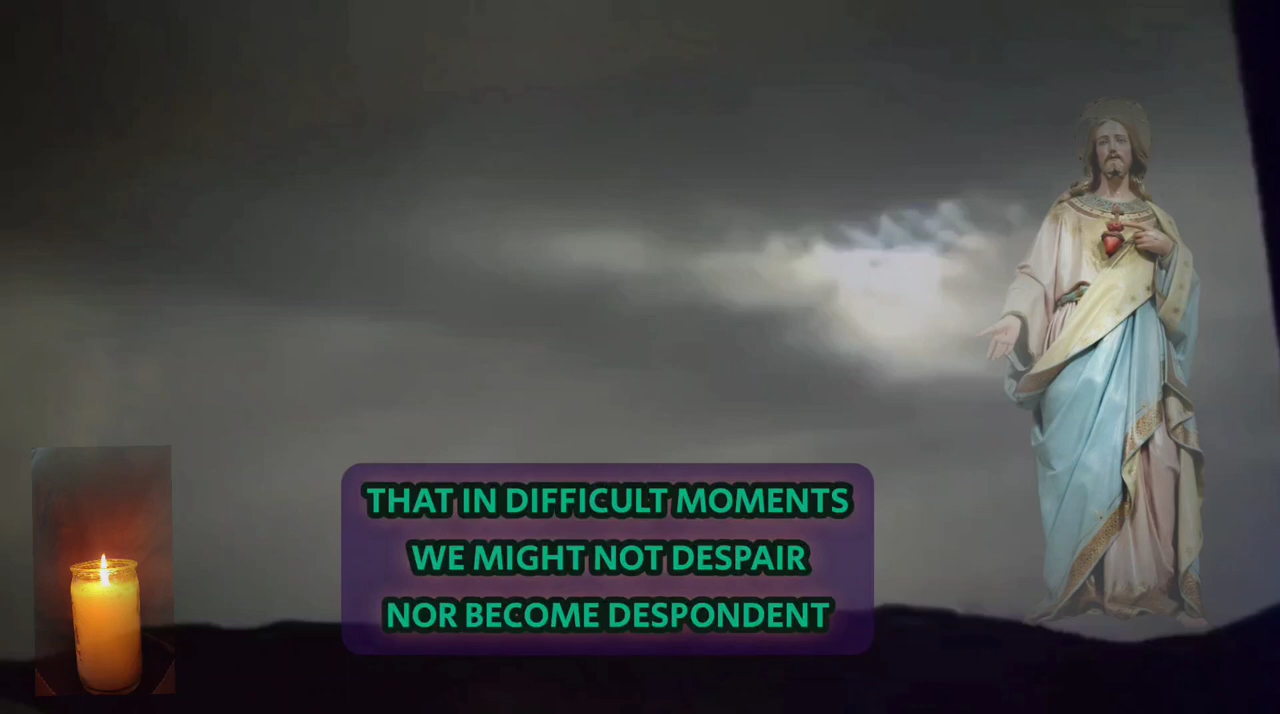 THAT IN DIFFICULT MOMENTS
WE MIGHT NOT DESPAIR
NOR BECOME DESPONDENT